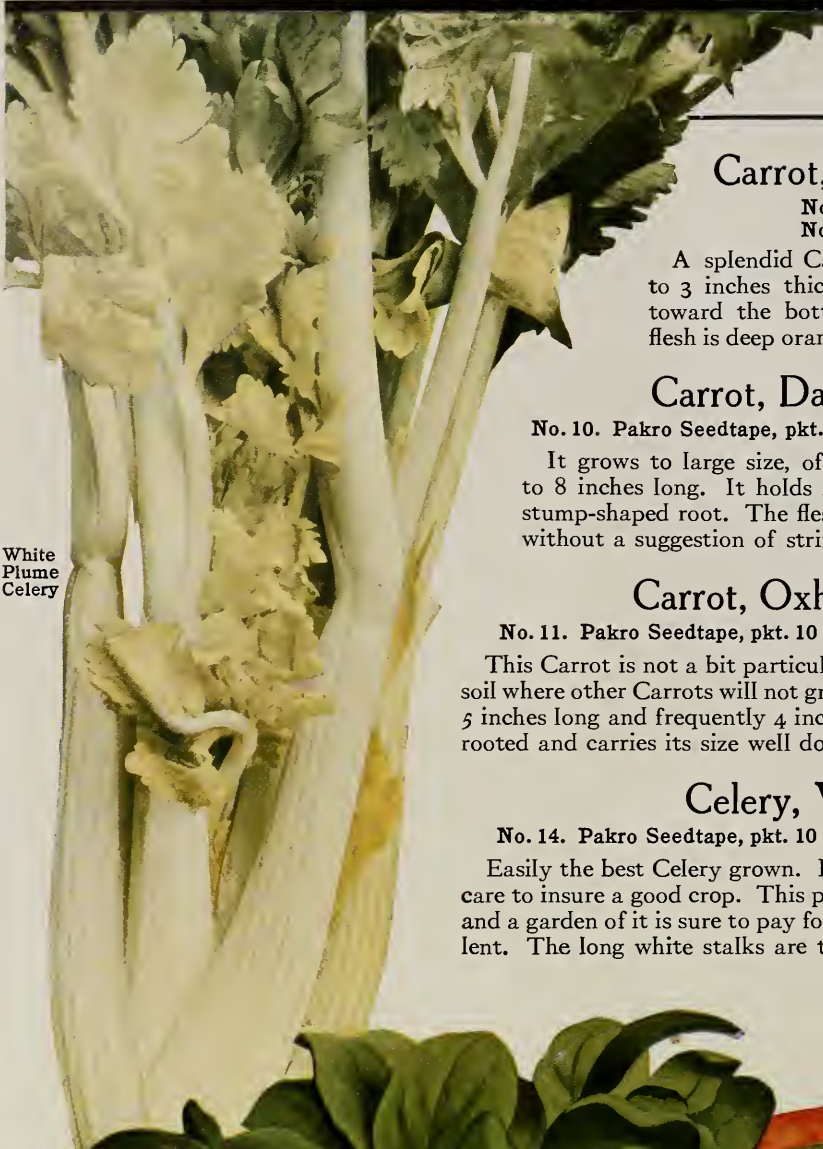 Carrot,
No
No
A splendid C
to 3 inches thic
toward the bott
flesh is deep oran
Carrot, Da
No. 10. Pakro Seedtape, pkt.
It grows to large size, of
to 8 inches long. It holds
stump-shaped root. The fles
without a suggestion of stri
White
Plume
Celery
Carrot, Oxh
No. 11. Pakro Seedtape, pkt. 10
This Carrot is not a bit particul
soil where other Carrots will not gr
5 inches long and frequently 4 inc
rooted and carries its size well do
Celery,
No. 14. Pakro Seedtape, pkt. 10
Easily the best Celery grown.
care to insure a good crop. This p
and a garden of it is sure to pay fo
lent. The long white stalks are t